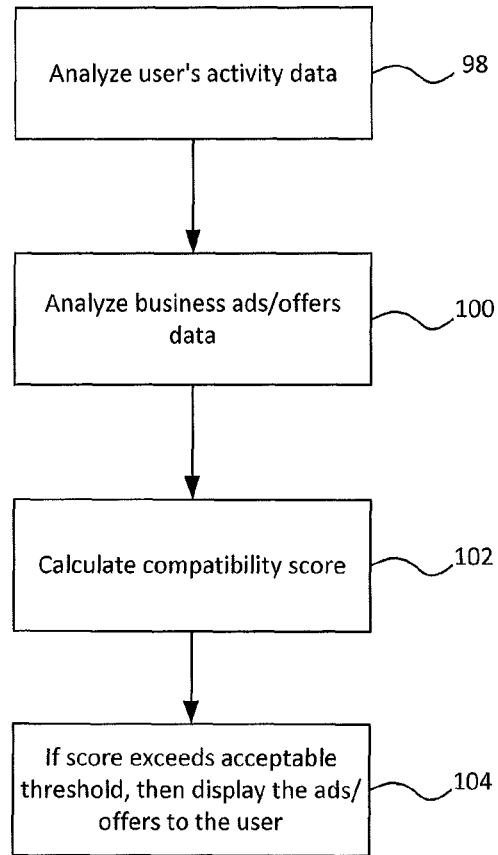 Analyze user's activity data
98
Analyze business ads/offers
data
100
Calculate compatibility score
102
If score exceeds acceptable
threshold, then display the ads/
offers to the user
104